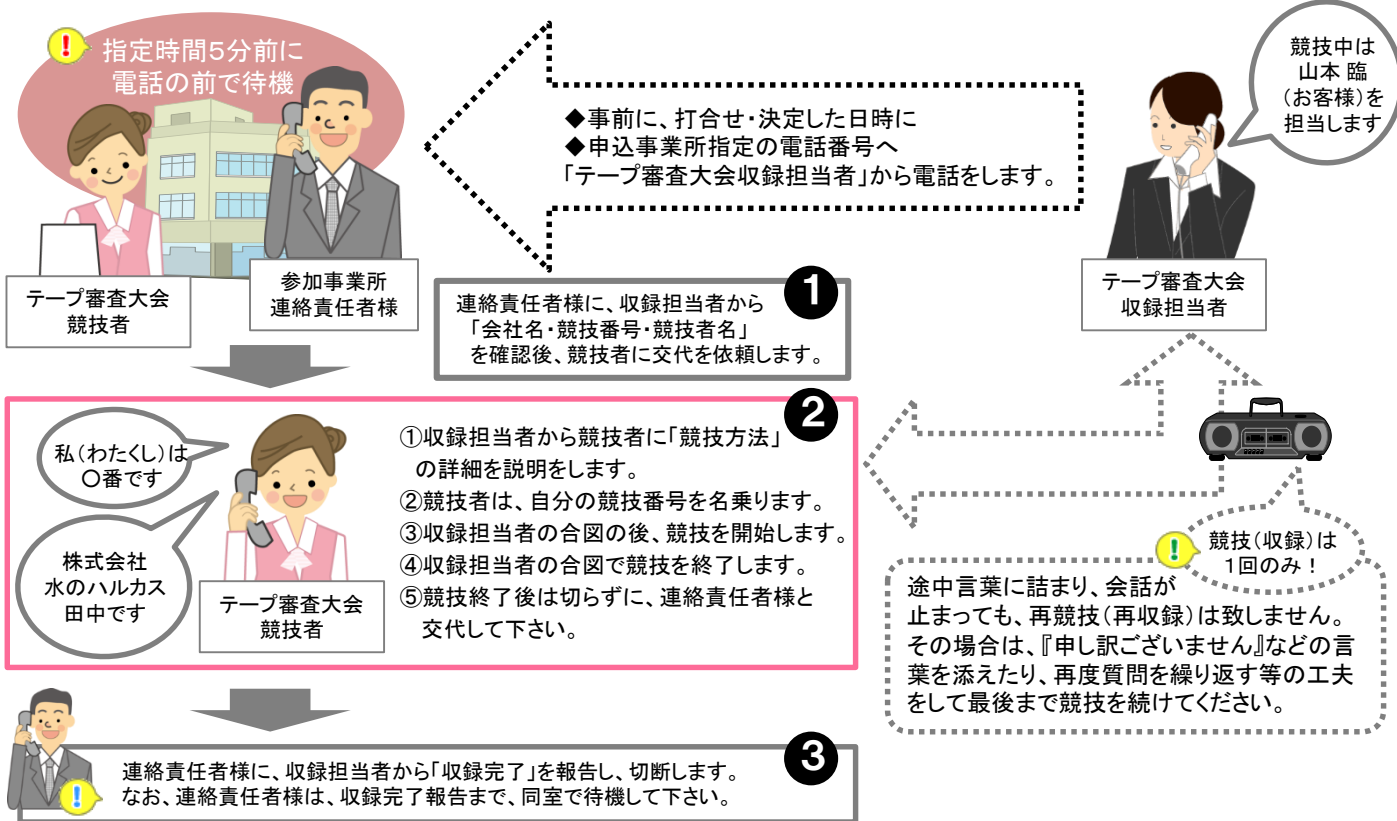 指定時間5分前に
電話の前で待機
テープ審査大会
競技者
参加事業所
連絡責任者様
◆事前に、打合せ・決定した日時に
◆申込事業所指定の電話番号へ
「テープ審査大会収録担当者」から電話をします。
競技中は
山本 臨
(お客様)を
担当します
テープ審査大会
収録担当者
1
連絡責任者様に、収録担当者から
「会社名・競技番号・競技者名」
を確認後、競技者に交代を依頼します。
2
私(わたくし)は
〇番です
株式会社
水のハルカス
田中です
テープ審査大会
競技者
①収録担当者から競技者に「競技方法」
の詳細を説明をします。
②競技者は、自分の競技番号を名乗ります。
③収録担当者の合図の後、競技を開始します。
④収録担当者の合図で競技を終了します。
⑤競技終了後は切らずに、連絡責任者様と
交代して下さい。
競技(収録)は
1回のみ!
途中言葉に詰まり、会話が
止まっても、再競技(再収録)は致しません。
その場合は、『申し訳ございません』などの言
葉を添えたり、再度質問を繰り返す等の工夫
をして最後まで競技を続けてください。
3
連絡責任者様に、収録担当者から「収録完了」を報告し、切断します。
なお、連絡責任者様は、収録完了報告まで、同室で待機して下さい。